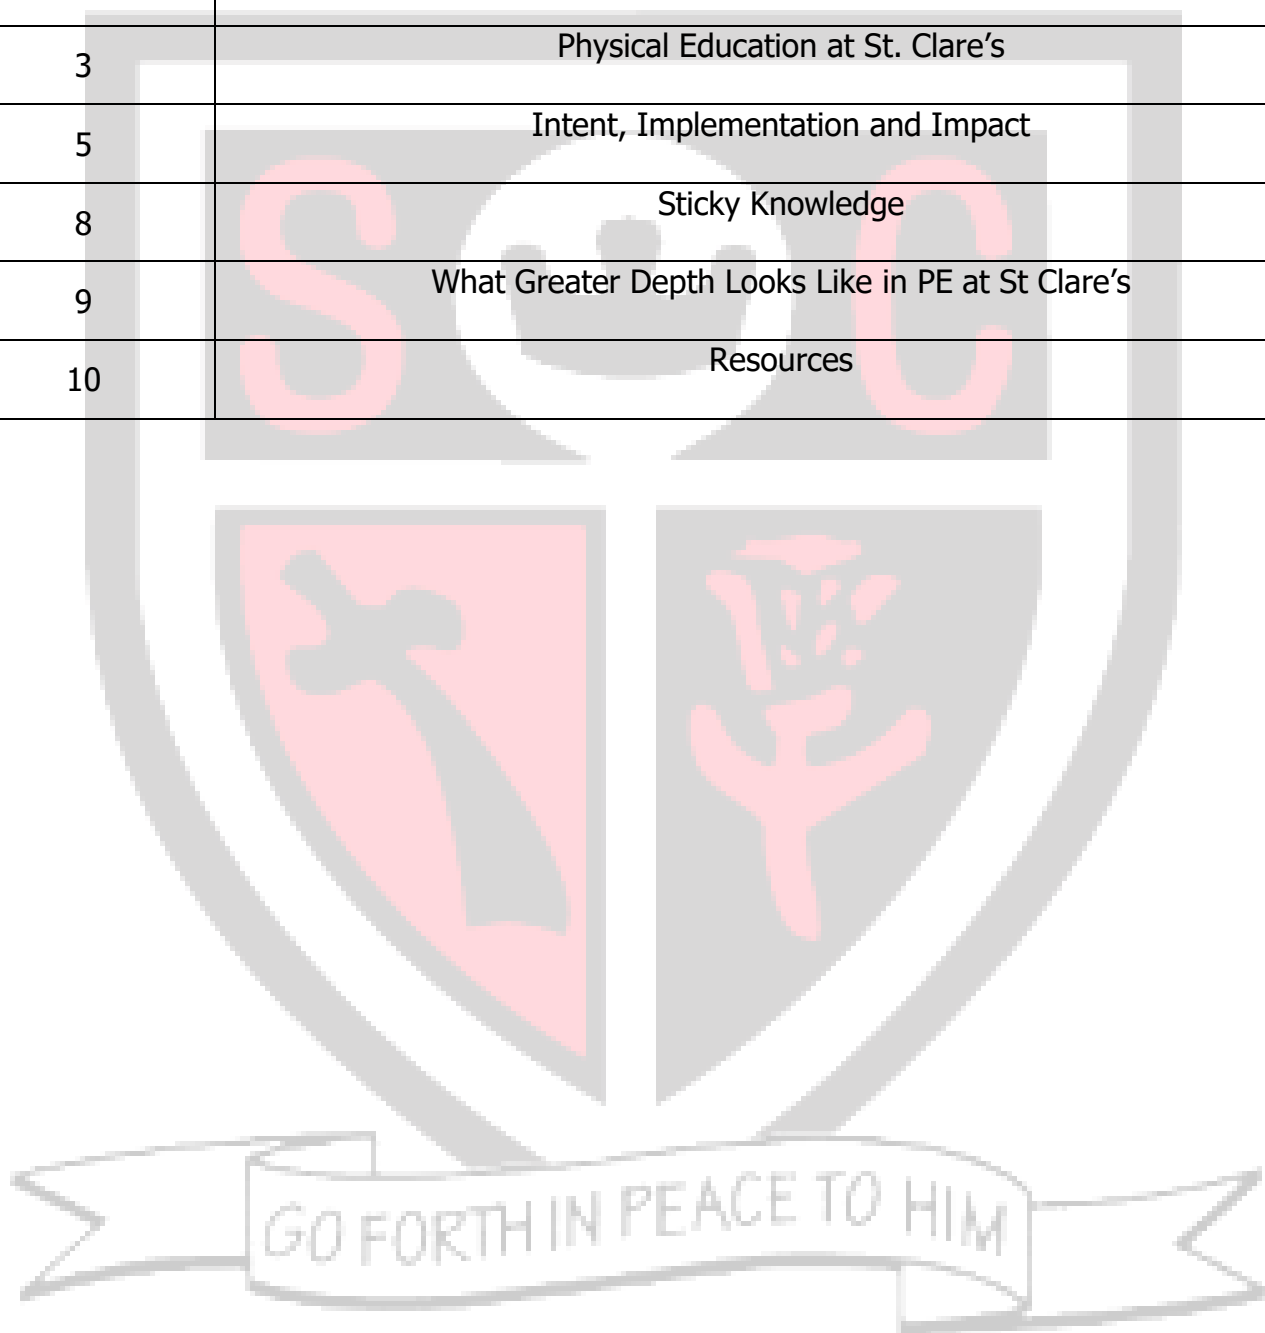 3 Physical Education at St. Clare’s
5 Intent, Implementation and Impact
8 Sticky Knowledge
9 What Greater Depth Looks Like in PE at St Clare’s
10 Resources
S C
GO FORTH IN PEACE TO HIM